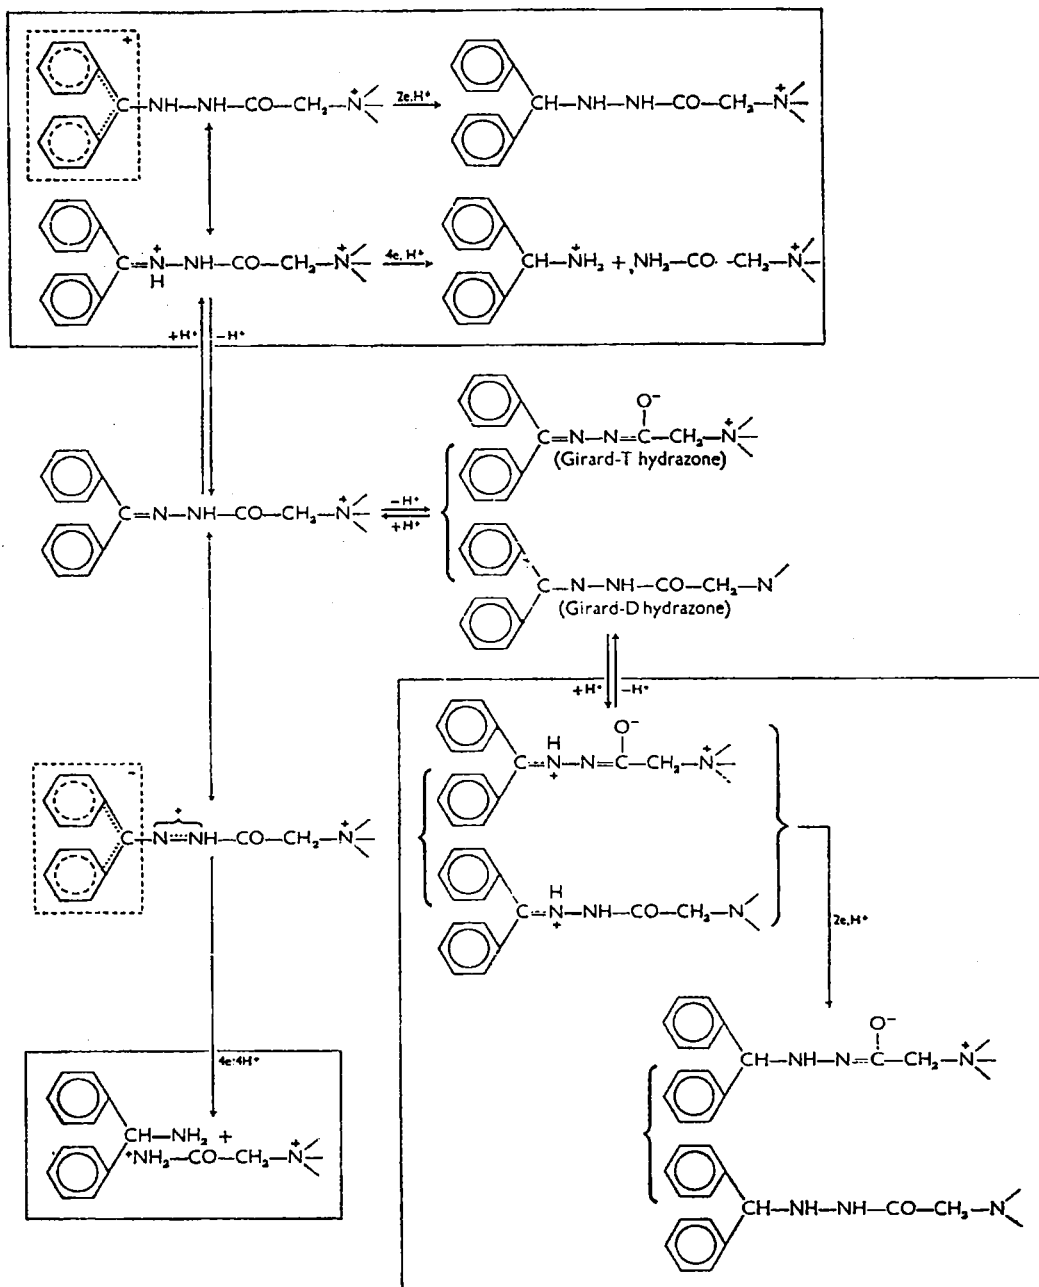 +
C—NH—NH—CO—CH₂—N⁺
2e, H⁺
CH—NH—NH—CO—CH₂—N⁺
C=N⁺—NH—CO—CH₂—N⁺
H
4e, H⁺
CH—N⁺H₂ + NH₂—CO—CH₂—N⁺
+H⁺ −H⁺
O⁻
C=N—N=C—CH₂—N⁺
(Girard-T hydrazone)
C=N—NH—CO—CH₂—N⁺
−H⁺
+H⁺
C—N—NH—CO—CH₂—N
(Girard-D hydrazone)
+H⁺ −H⁺
O⁻
H
C=N—N=C—CH₂—N⁺
+
−
+
C—N=NH—CO—CH₂—N⁺
H
C=N—NH—CO—CH₂—N
+
2e, H⁺
O⁻
CH—NH—N=C—CH₂—N⁺
4e:4H⁺
CH—NH₂ +
⁺NH₂—CO—CH₂—N⁺
CH—NH—NH—CO—CH₂—N